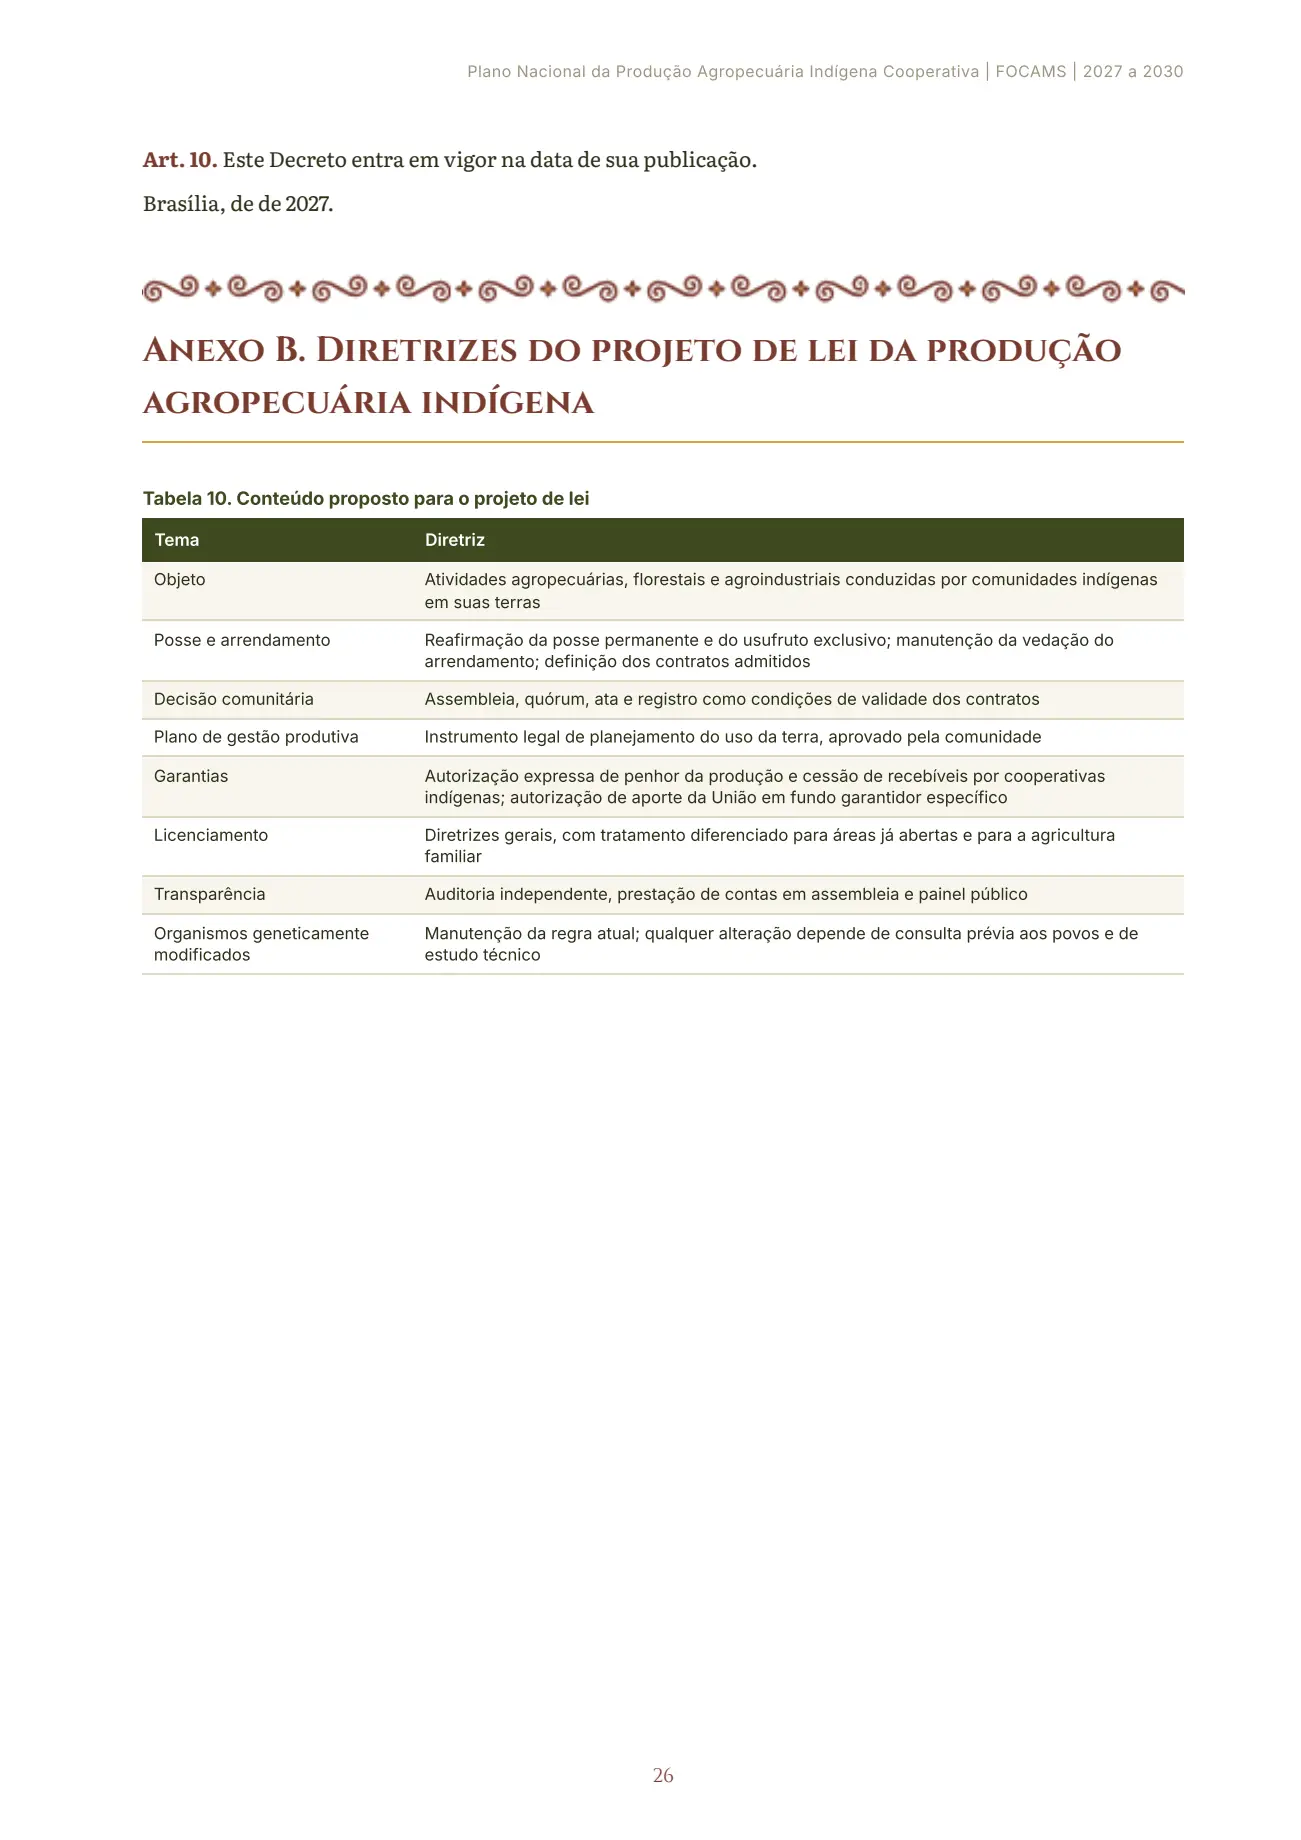 Plano Nacional da Produção Agropecuária Indígena Cooperativa | FOCAMS | 2027 a 2030
Art. 10. Este Decreto entra em vigor na data de sua publicação.
Brasília, de de 2027.
Anexo B. Diretrizes do projeto de lei da produção
agropecuária indígena
Tabela 10. Conteúdo proposto para o projeto de lei
Tema Diretriz
Objeto Atividades agropecuárias, florestais e agroindustriais conduzidas por comunidades indígenas
em suas terras
Posse e arrendamento Reafirmação da posse permanente e do usufruto exclusivo; manutenção da vedação do
arrendamento; definição dos contratos admitidos
Decisão comunitária Assembleia, quórum, ata e registro como condições de validade dos contratos
Plano de gestão produtiva Instrumento legal de planejamento do uso da terra, aprovado pela comunidade
Garantias Autorização expressa de penhor da produção e cessão de recebíveis por cooperativas
indígenas; autorização de aporte da União em fundo garantidor específico
Licenciamento Diretrizes gerais, com tratamento diferenciado para áreas já abertas e para a agricultura
familiar
Transparência Auditoria independente, prestação de contas em assembleia e painel público
Organismos geneticamente Manutenção da regra atual; qualquer alteração depende de consulta prévia aos povos e de
modificados estudo técnico
26